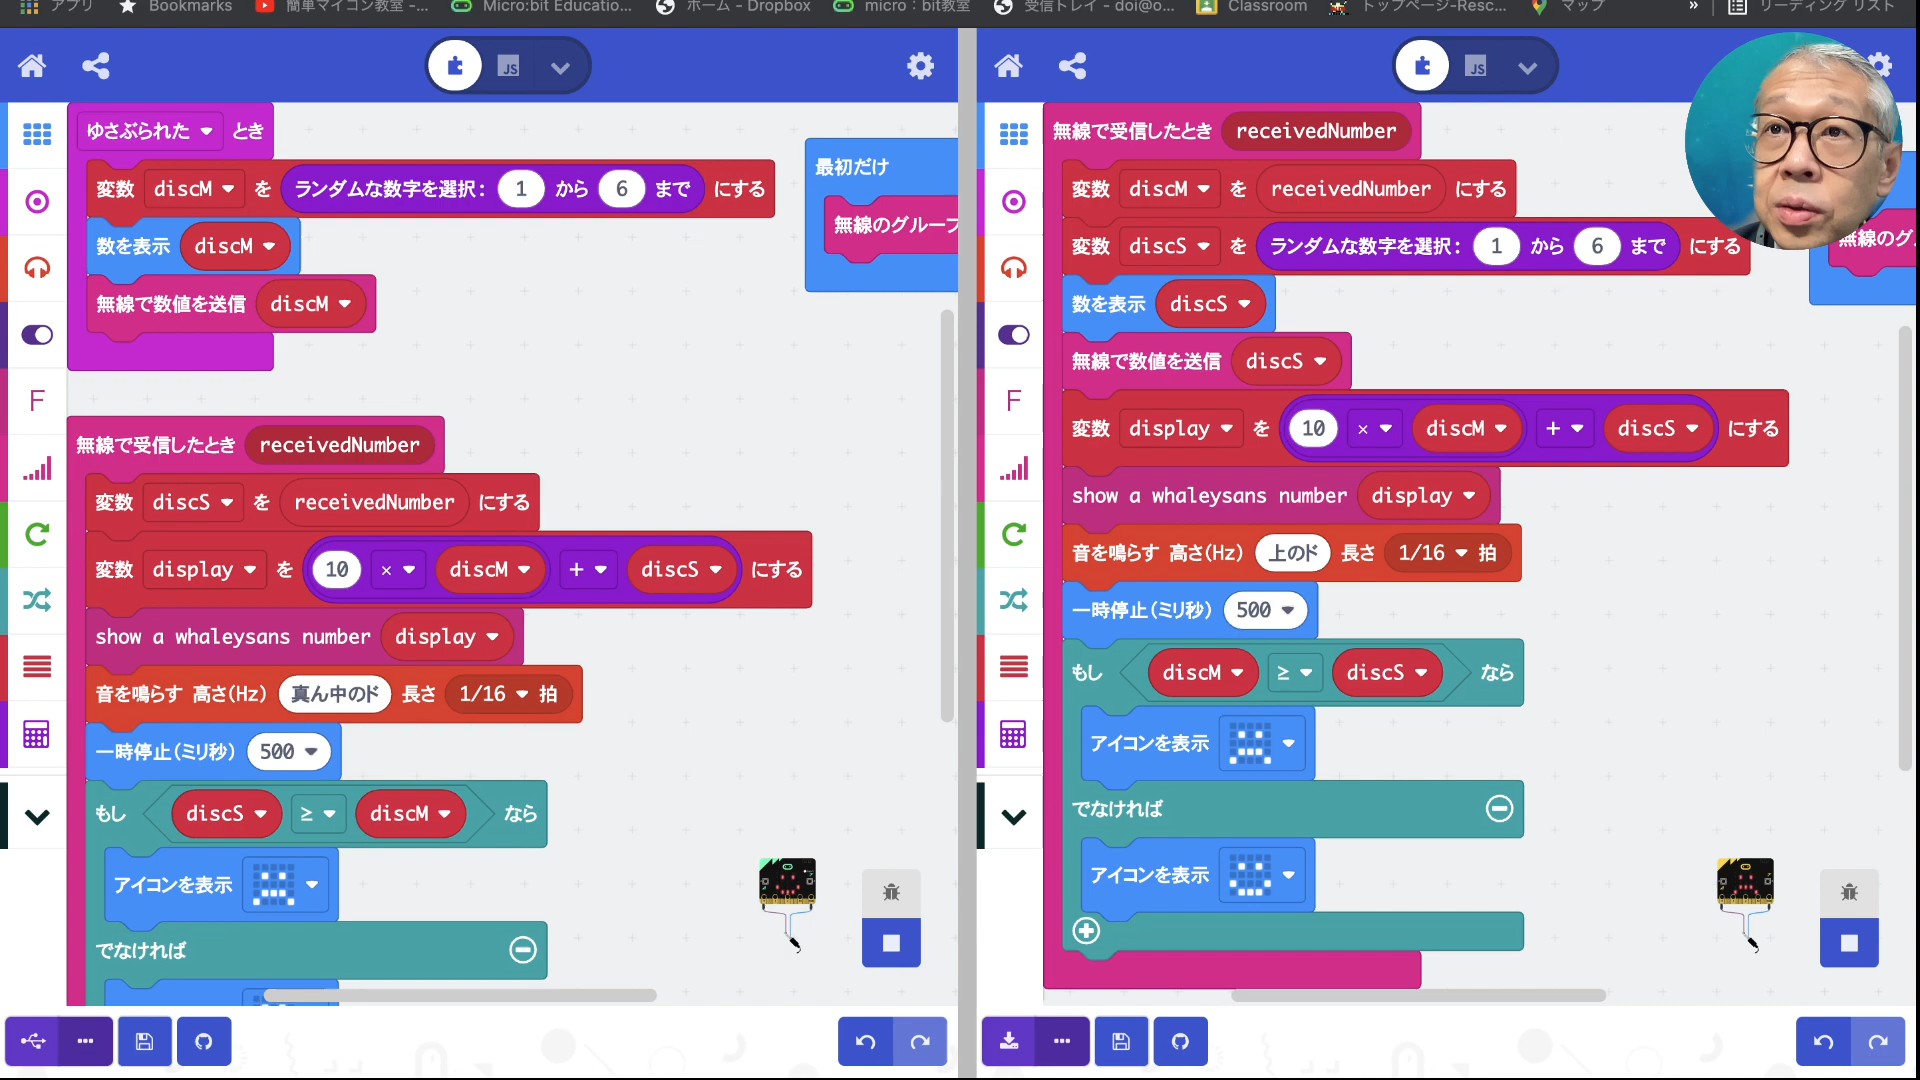 アプリ
Bookmarks
簡単マイコン教室 -...
Micro:bit Educatio...
ホーム - Dropbox
micro：bit教室
受信トレイ - doi@o...
Classroom
トップページ-Resc...
マップ
»
リーディング リスト
JS
ゆさぶられた とき
変数 discM を ランダムな数字を選択： 1 から 6 まで にする
数を表示 discM
無線で数値を送信 discM
最初だけ
無線のグループ
無線で受信したとき receivedNumber
変数 discS を receivedNumber にする
変数 display を 10 × discM + discS にする
show a whaleysans number display
音を鳴らす 高さ(Hz) 真ん中のド 長さ 1/16 拍
一時停止（ミリ秒） 500
もし discS ≥ discM なら
アイコンを表示
でなければ
F
JS
無線で受信したとき receivedNumber
変数 discM を receivedNumber にする
変数 discS を ランダムな数字を選択： 1 から 6 まで にする
数を表示 discS
無線で数値を送信 discS
変数 display を 10 × discM + discS にする
show a whaleysans number display
音を鳴らす 高さ(Hz) 上のド 長さ 1/16 拍
一時停止（ミリ秒） 500
もし discM ≥ discS なら
アイコンを表示
でなければ
アイコンを表示
無線のグ
F